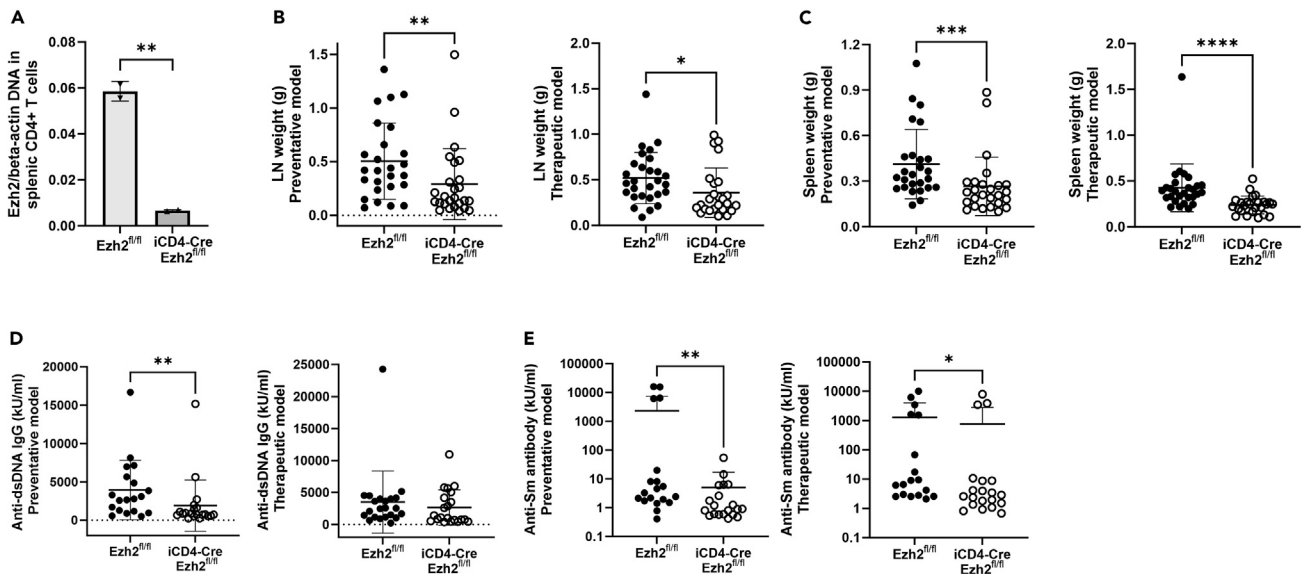 A
Ezh2/beta-actin DNA in
splenic CD4+ T cells
0.08
0.06
0.04
0.02
0.00
**
Ezh2fl/fl
iCD4-Cre
Ezh2fl/fl
B
LN weight (g)
Preventative model
1.5
1.0
0.5
0.0
**
Ezh2fl/fl
iCD4-Cre
Ezh2fl/fl
LN weight (g)
Therapeutic model
2.0
1.5
1.0
0.5
0.0
*
Ezh2fl/fl
iCD4-Cre
Ezh2fl/fl
C
Spleen weight (g)
Preventative model
1.2
0.9
0.6
0.3
0.0
***
Ezh2fl/fl
iCD4-Cre
Ezh2fl/fl
Spleen weight (g)
Therapeutic model
2.0
1.5
1.0
0.5
0.0
****
Ezh2fl/fl
iCD4-Cre
Ezh2fl/fl
D
Anti-dsDNA IgG (kU/ml)
Preventative model
20000
15000
10000
5000
0
**
Ezh2fl/fl
iCD4-Cre
Ezh2fl/fl
Anti-dsDNA IgG (kU/ml)
Therapeutic model
25000
20000
15000
10000
5000
0
Ezh2fl/fl
iCD4-Cre
Ezh2fl/fl
E
Anti-Sm antibody (kU/ml)
Preventative model
100000
10000
1000
100
10
1
0.1
**
Ezh2fl/fl
iCD4-Cre
Ezh2fl/fl
Anti-Sm antibody (kU/ml)
Therapeutic model
100000
10000
1000
100
10
1
0.1
*
Ezh2fl/fl
iCD4-Cre
Ezh2fl/fl